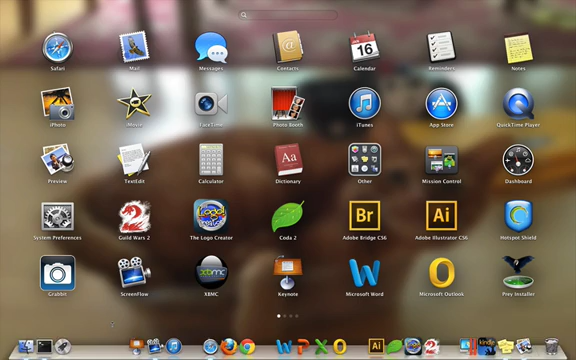 Safari Mail Messages Contacts Calendar Reminders Notes
16
iPhoto iMovie FaceTime Photo Booth iTunes App Store QuickTime Player
Aa
Preview TextEdit Calculator Dictionary Other Mission Control Dashboard
Br Ai
System Preferences Guild Wars 2 The Logo Creator Coda 2 Adobe Bridge CS6 Adobe Illustrator CS6 Hotspot Shield
xbmc
Grabbit ScreenFlow XBMC Keynote Microsoft Word Microsoft Outlook Prey Installer
Ai kindle